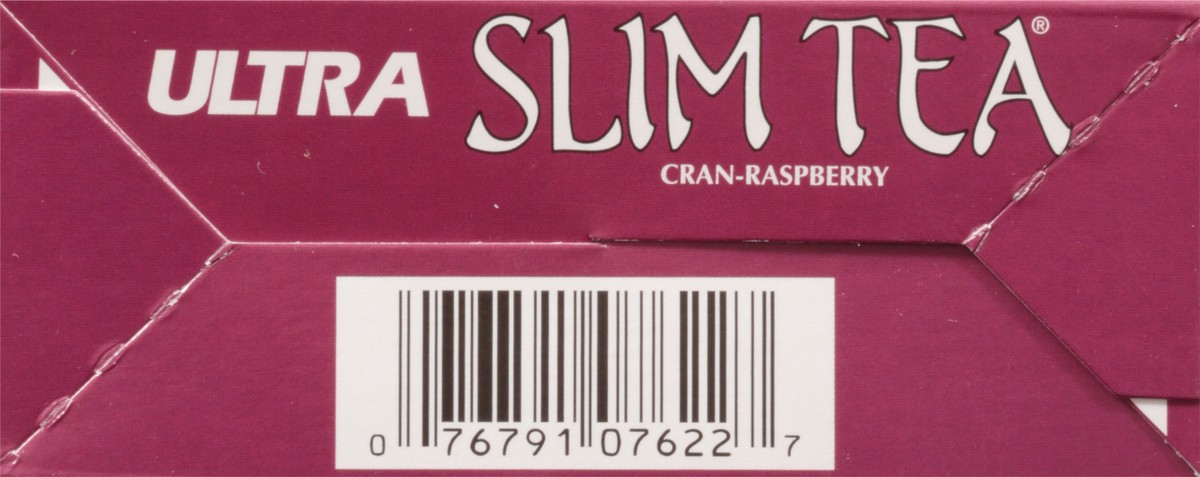 ULTRA SLIM TEA®
CRAN-RASPBERRY
0 76791 07622 7